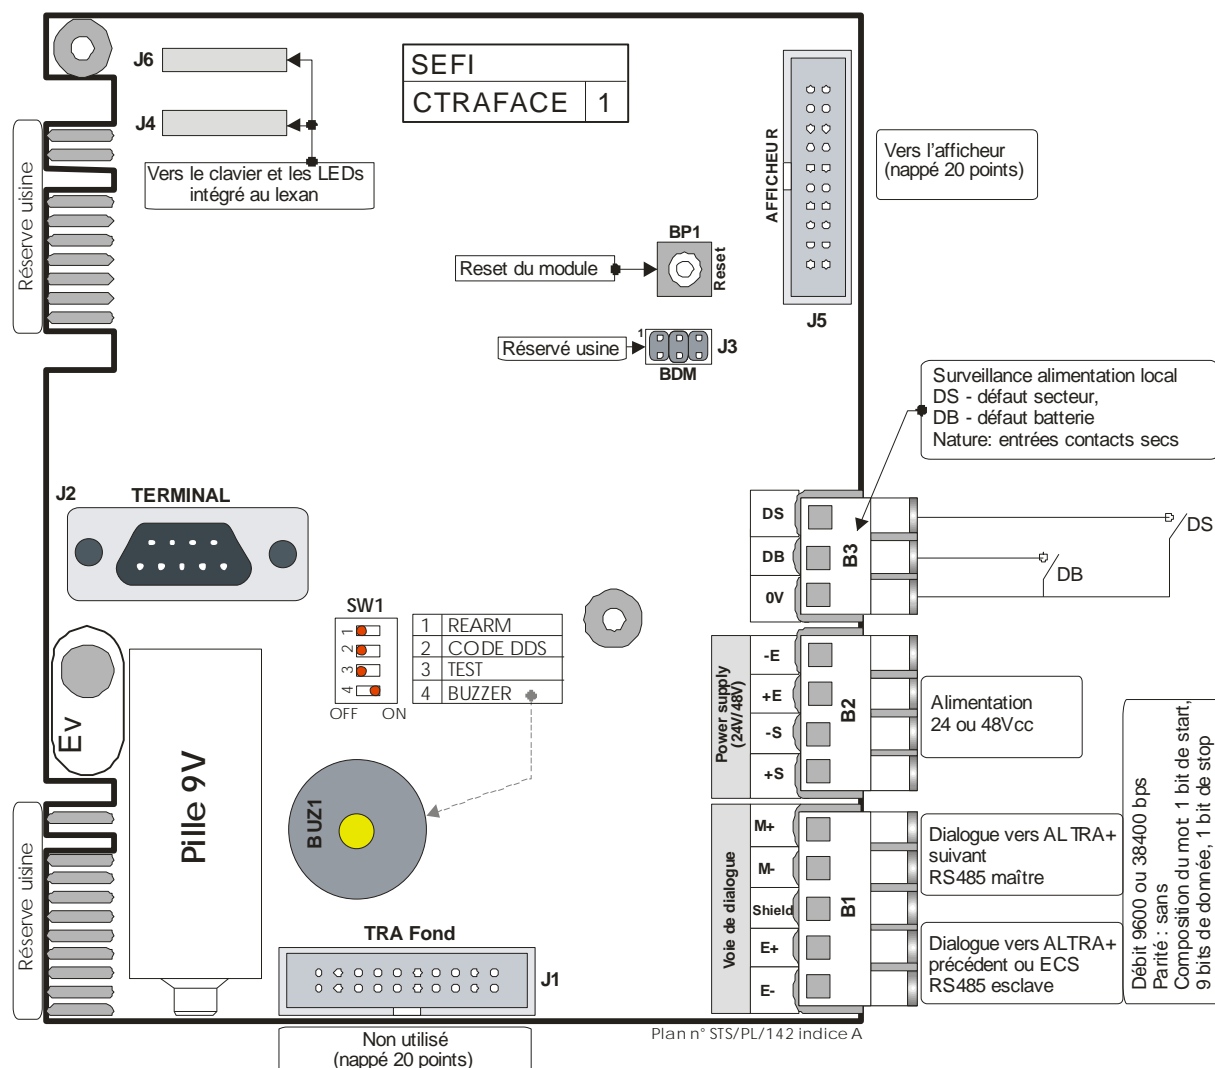 J6
J4
Vers le clavier et les LEDs
intégré au lexan
SEFI
CTRAFACE 1
AFFICHEUR
J5
Vers l'afficheur
(nappé 20 points)
Réserve uisine
BP1
Reset
Reset du module
Réservé usine
1
J3
BDM
Surveillance alimentation local
DS - défaut secteur,
DB - défaut batterie
Nature: entrées contacts secs
J2
TERMINAL
DS
DB
0V
B3
DS
DB
SW1
1
2
3
4
OFF ON
1 REARM
2 CODE DDS
3 TEST
4 BUZZER
Ev
Pille 9V
BUZ1
Power supply
(24V/48V)
-E
+E
-S
+S
B2
Alimentation
24 ou 48Vcc
Voie de dialogue
M+
M-
Shield
E+
E-
B1
Dialogue vers ALTRA+
suivant
RS485 maître
Dialogue vers ALTRA+
précédent ou ECS
RS485 esclave
Débit 9600 ou 38400 bps
Parité : sans
Composition du mot 1 bit de start,
9 bits de donnée, 1 bit de stop
Réserve uisine
TRA Fond
J1
Non utilisé
(nappé 20 points)
Plan n° STS/PL/142 indice A